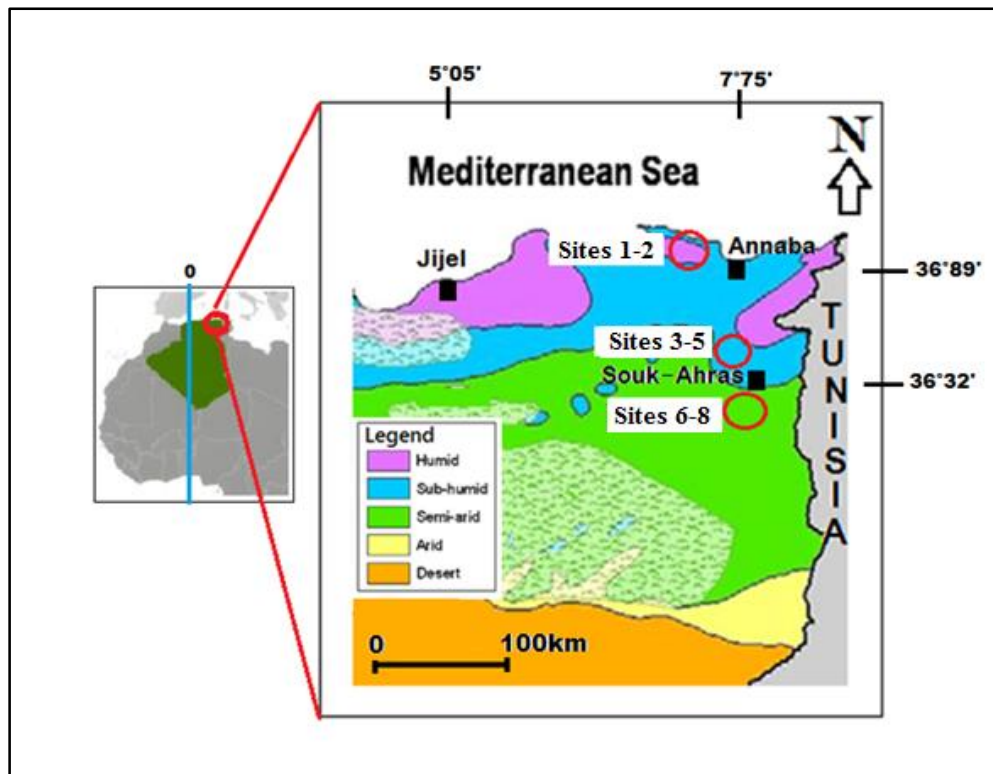 5°05' 7°75'
N
Mediterranean Sea
0
Sites 1-2
Annaba
Jijel
36°89'
TUNISIA
Sites 3-5
Souk-Ahras
36°32'
Sites 6-8
Legend
Humid
Sub-humid
Semi-arid
Arid
Desert
0 100km